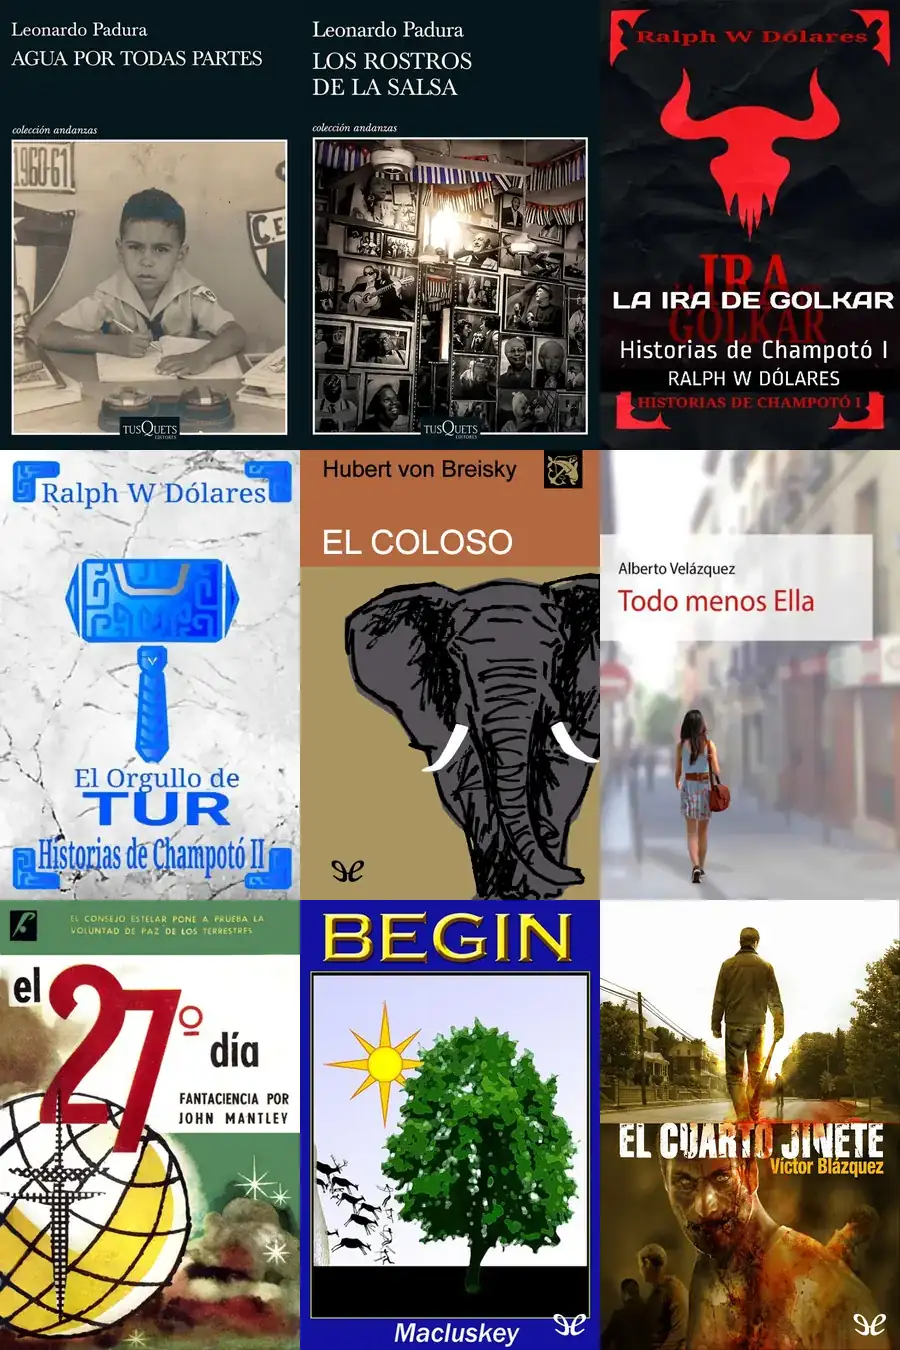 Leonardo Padura
AGUA POR TODAS PARTES
colección andanzas
1960-61
C.E.
TUSQUETS
EDITORES
Leonardo Padura
LOS ROSTROS
DE LA SALSA
colección andanzas
TUSQUETS
EDITORES
Ralph W Dólares
IRA
LA IRA DE GOLKAR
GOLKAR
Historias de Champotó I
RALPH W DÓLARES
HISTORIAS DE CHAMPOTÓ I
Ralph W Dólares
El Orgullo de
TUR
Historias de Champotó II
Hubert von Breisky
EL COLOSO
Alberto Velázquez
Todo menos Ella
EL CONSEJO ESTELAR PONE A PRUEBA LA
VOLUNTAD DE PAZ DE LOS TERRESTRES
el 27º día
FANTACIENCIA POR
JOHN MANTLEY
BEGIN
Macluskey
EL CUARTO JINETE
Víctor Blázquez